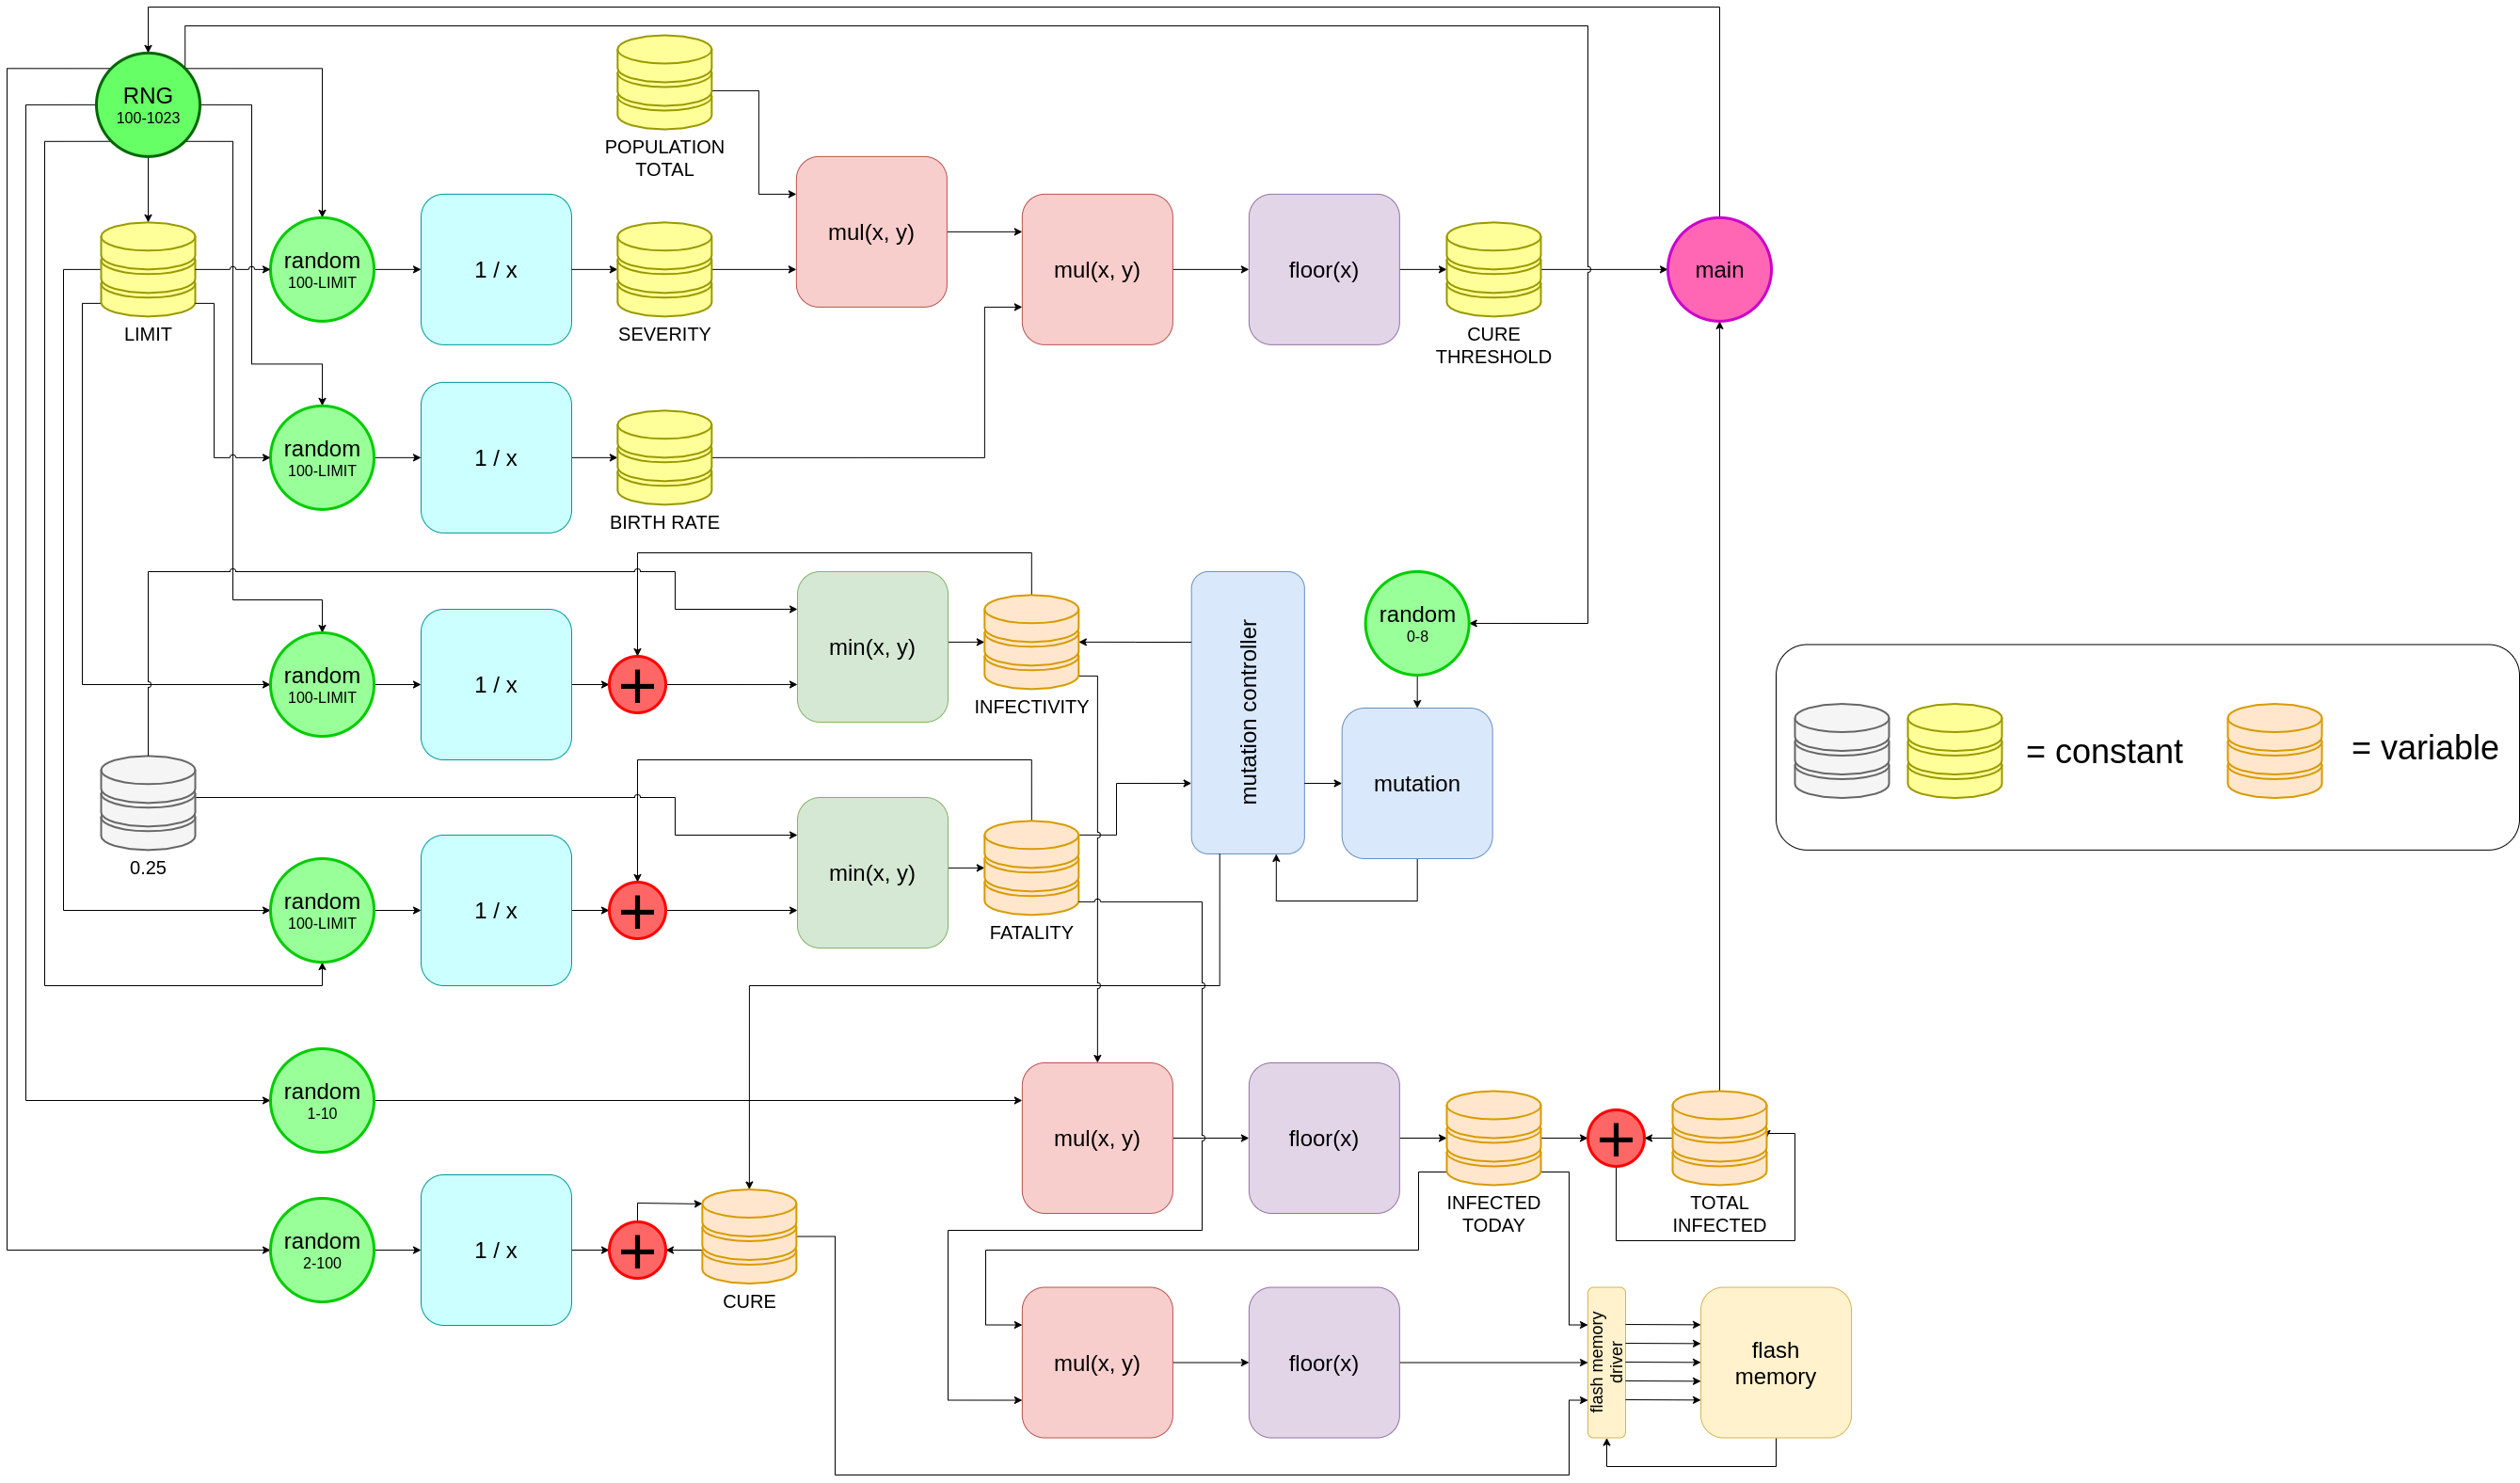 RNG
100-1023
POPULATION
TOTAL
mul(x, y)
LIMIT
random
100-LIMIT
1 / x
SEVERITY
mul(x, y)
floor(x)
CURE
THRESHOLD
main
random
100-LIMIT
1 / x
BIRTH RATE
random
100-LIMIT
1 / x
+
min(x, y)
INFECTIVITY
mutation controller
random
0-8
mutation
= constant
= variable
0.25
random
100-LIMIT
1 / x
+
min(x, y)
FATALITY
random
1-10
mul(x, y)
floor(x)
INFECTED
TODAY
+
TOTAL
INFECTED
random
2-100
1 / x
+
CURE
mul(x, y)
floor(x)
flash memory
driver
flash
memory